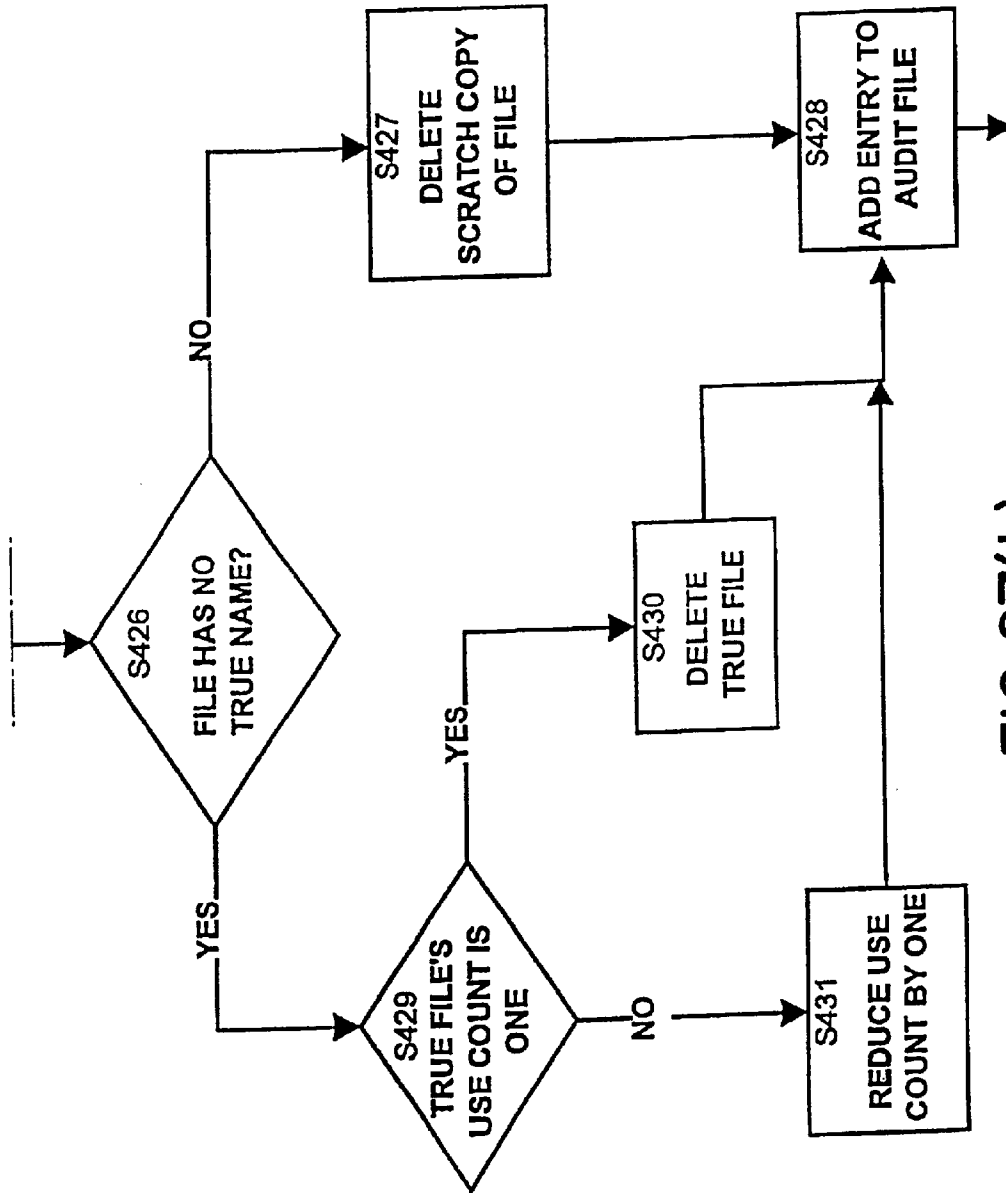 S426
FILE HAS NO
TRUE NAME?
YES
NO
S427
DELETE
SCRATCH COPY
OF FILE
S429
TRUE FILE'S
USE COUNT IS
ONE
YES
NO
S430
DELETE
TRUE FILE
S431
REDUCE USE
COUNT BY ONE
S428
ADD ENTRY TO
AUDIT FILE